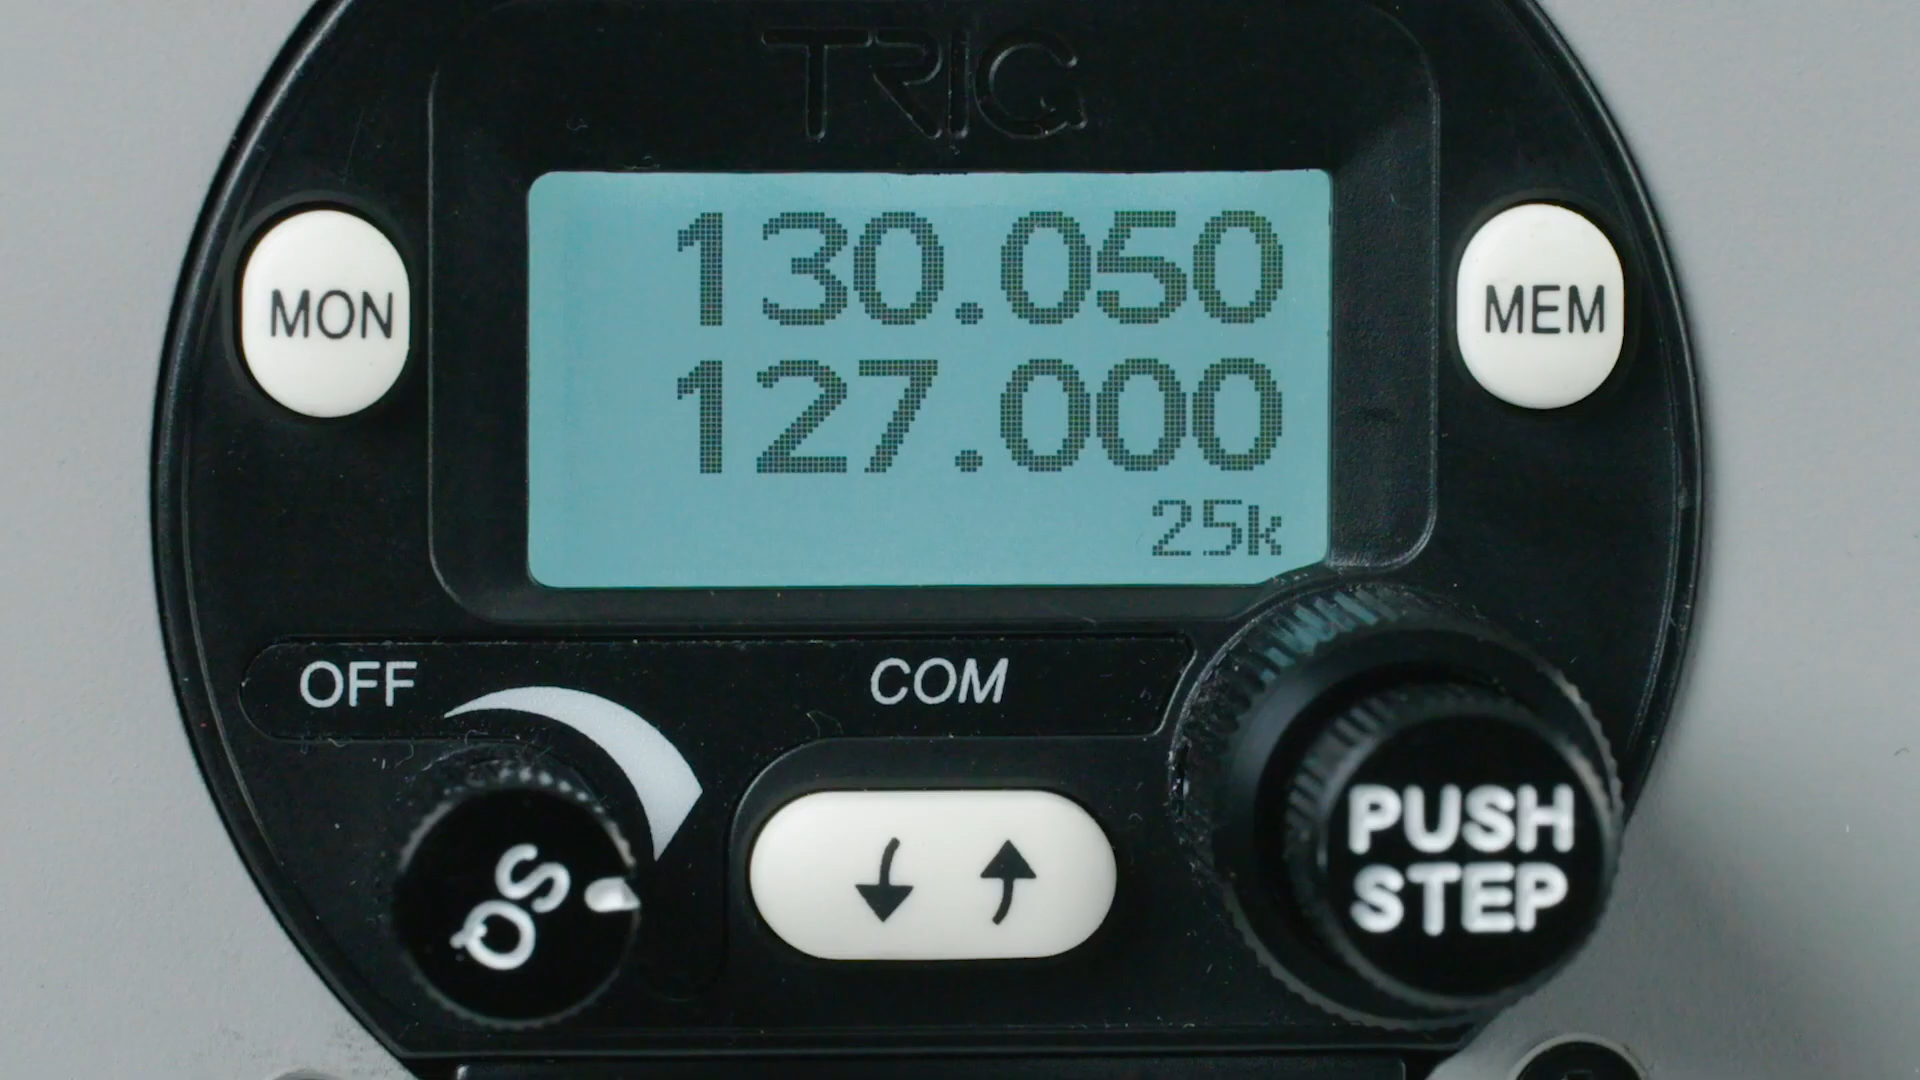 TRIG
130.050
127.000
25k
MON
MEM
OFF
COM
SQ
PUSH
STEP